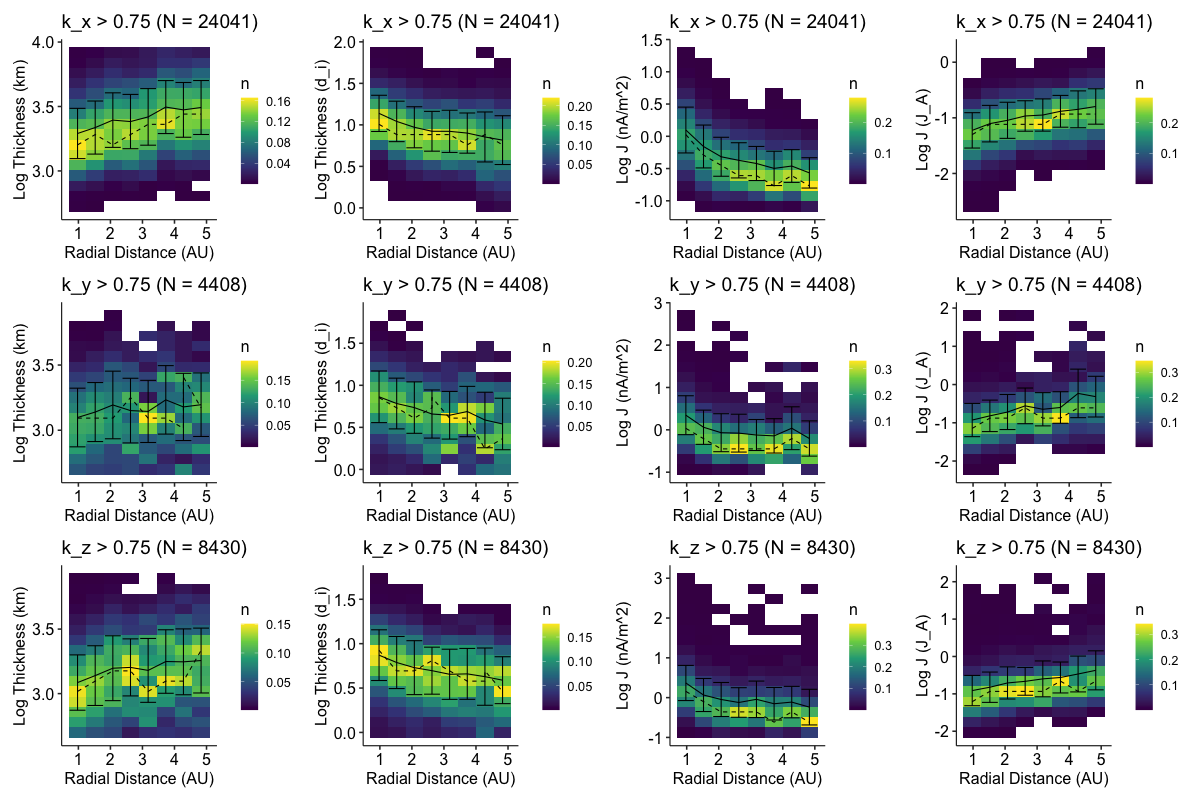 k_x > 0.75 (N = 24041)
Log Thickness (km)
4.0
3.5
3.0
1 2 3 4 5
Radial Distance (AU)
n
0.16
0.12
0.08
0.04
k_x > 0.75 (N = 24041)
Log Thickness (d_i)
2.0
1.5
1.0
0.5
0.0
1 2 3 4 5
Radial Distance (AU)
n
0.20
0.15
0.10
0.05
k_x > 0.75 (N = 24041)
Log J (nA/m^2)
1.5
1.0
0.5
0.0
-0.5
-1.0
1 2 3 4 5
Radial Distance (AU)
n
0.2
0.1
k_x > 0.75 (N = 24041)
Log J (J_A)
0
-1
-2
1 2 3 4 5
Radial Distance (AU)
n
0.2
0.1
k_y > 0.75 (N = 4408)
Log Thickness (km)
3.5
3.0
1 2 3 4 5
Radial Distance (AU)
n
0.15
0.10
0.05
k_y > 0.75 (N = 4408)
Log Thickness (d_i)
1.5
1.0
0.5
0.0
1 2 3 4 5
Radial Distance (AU)
n
0.20
0.15
0.10
0.05
k_y > 0.75 (N = 4408)
Log J (nA/m^2)
3
2
1
0
-1
1 2 3 4 5
Radial Distance (AU)
n
0.3
0.2
0.1
k_y > 0.75 (N = 4408)
Log J (J_A)
2
1
0
-1
-2
1 2 3 4 5
Radial Distance (AU)
n
0.3
0.2
0.1
k_z > 0.75 (N = 8430)
Log Thickness (km)
3.5
3.0
1 2 3 4 5
Radial Distance (AU)
n
0.15
0.10
0.05
k_z > 0.75 (N = 8430)
Log Thickness (d_i)
1.5
1.0
0.5
0.0
1 2 3 4 5
Radial Distance (AU)
n
0.15
0.10
0.05
k_z > 0.75 (N = 8430)
Log J (nA/m^2)
3
2
1
0
-1
1 2 3 4 5
Radial Distance (AU)
n
0.3
0.2
0.1
k_z > 0.75 (N = 8430)
Log J (J_A)
2
1
0
-1
-2
1 2 3 4 5
Radial Distance (AU)
n
0.3
0.2
0.1